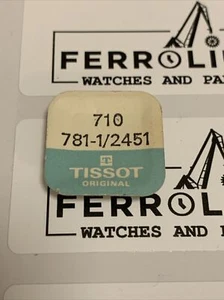 FERROLI
WATCHES AND PA
710
781-1/2451
T
TISSOT
ORIGINAL
FERROLI
WATCHES AND PA